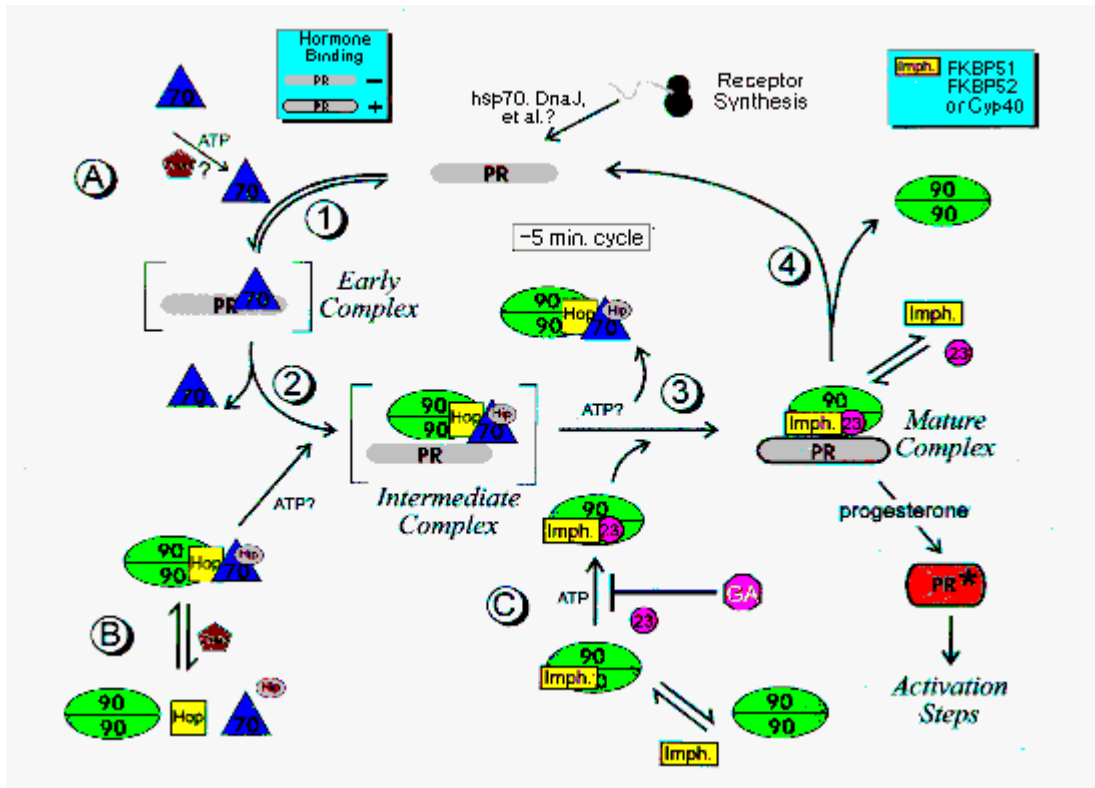 Hormone
Binding
PR −
PR +
hsp70. DnaJ,
et al.?
Receptor
Synthesis
Imph. FKBP51
FKBP52
or Cyp40
70
ATP
?
70
A
PR
1
~5 min. cycle
4
90
90
PR 70
Early
Complex
90
90
Hop
Hip
70
Imph.
23
70
2
90
90
Hop
Hip
70
PR
ATP?
3
90
Imph. 23
PR
Mature
Complex
Intermediate
Complex
ATP?
90
Imph. 23
progesterone
90
90
Hop
Hip
70
C
ATP
GA
23
PR*
B
90
Imph.
90
90
Imph.
Activation
Steps
90
90
Hop
Hip
70